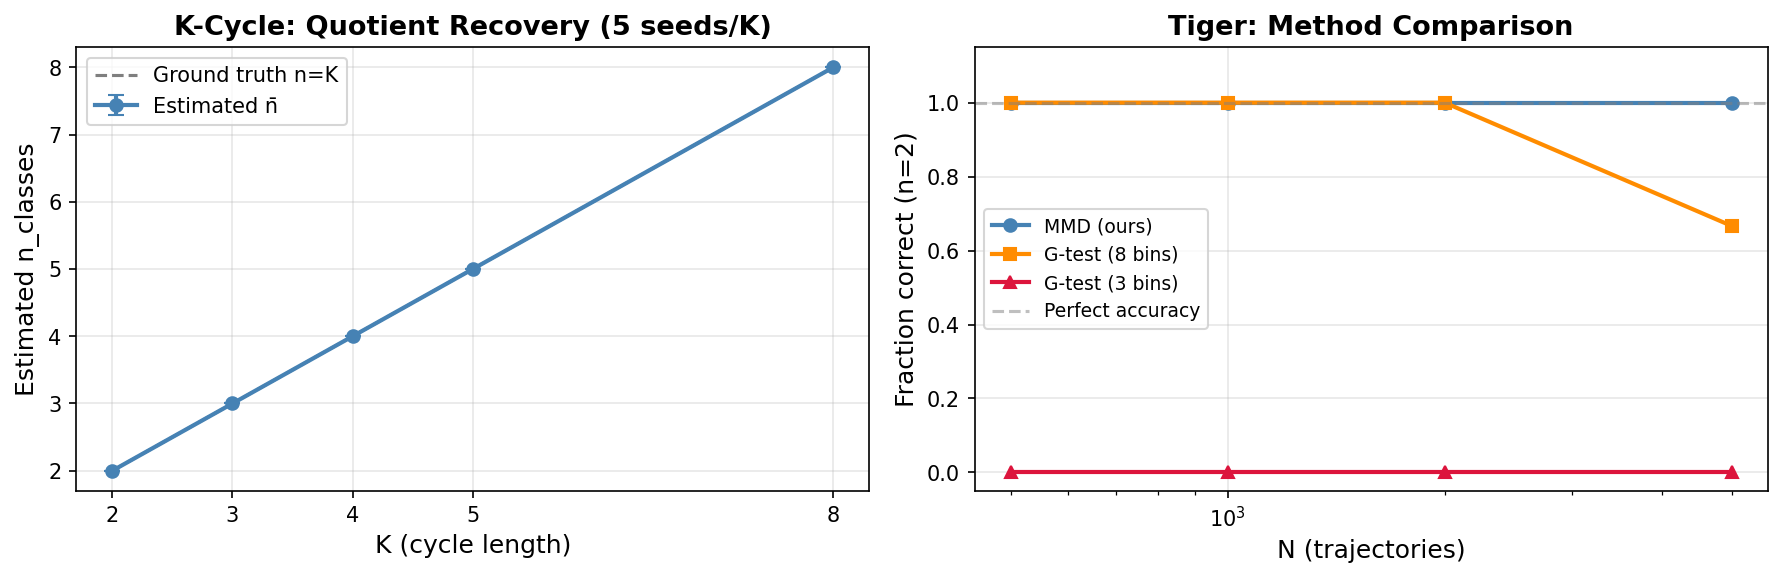 K-Cycle: Quotient Recovery (5 seeds/K)
Ground truth n=K
Estimated n̄
Estimated n_classes
8
7
6
5
4
3
2
2 3 4 5 8
K (cycle length)
Tiger: Method Comparison
Fraction correct (n=2)
1.0
0.8
0.6
0.4
0.2
0.0
MMD (ours)
G-test (8 bins)
G-test (3 bins)
Perfect accuracy
10³
N (trajectories)